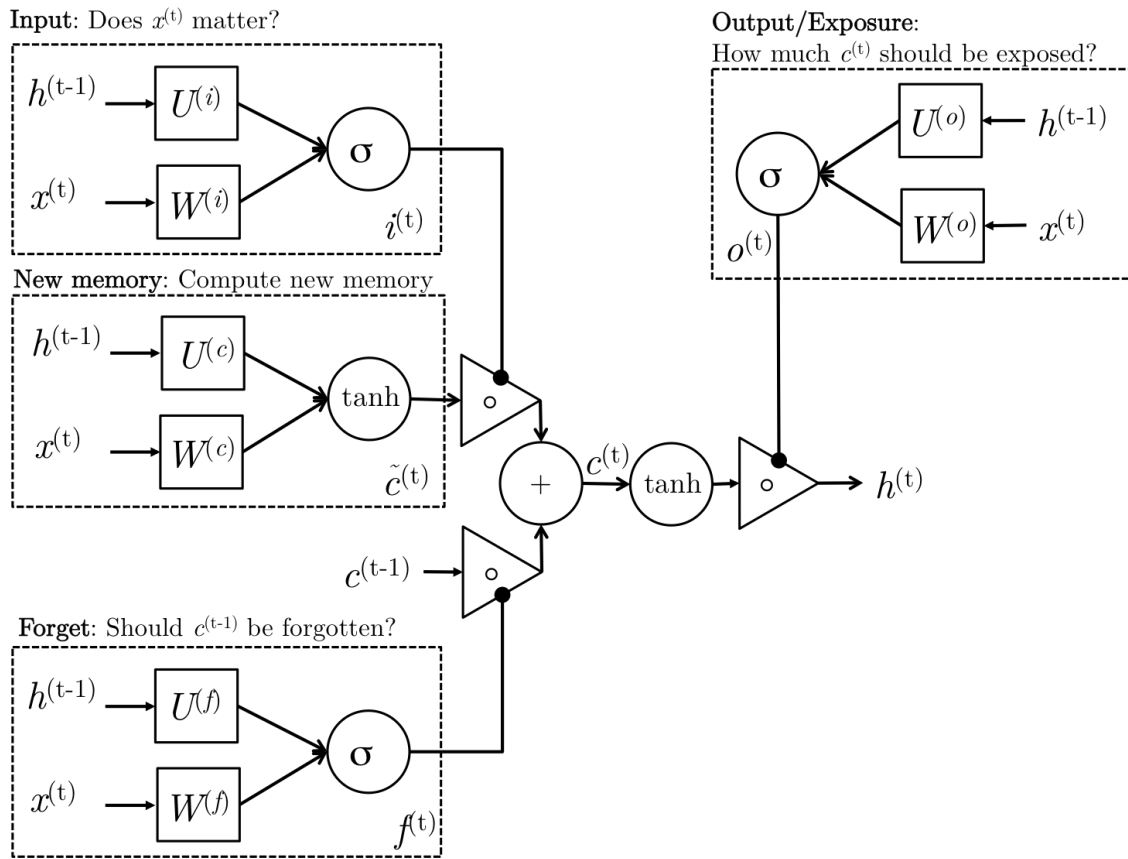 Input: Does x^(t) matter?
h^(t-1)
U^(i)
σ
x^(t)
W^(i)
i^(t)
New memory: Compute new memory
h^(t-1)
U^(c)
tanh
x^(t)
W^(c)
c̃^(t)
∘
+
c^(t)
tanh
∘
h^(t)
c^(t-1)
∘
Forget: Should c^(t-1) be forgotten?
h^(t-1)
U^(f)
σ
x^(t)
W^(f)
f^(t)
Output/Exposure:
How much c^(t) should be exposed?
U^(o)
h^(t-1)
σ
W^(o)
x^(t)
o^(t)